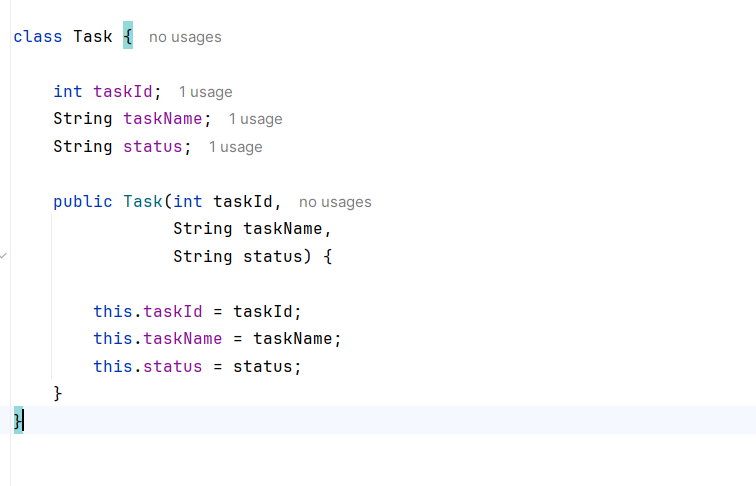 class Task { no usages
int taskId; 1 usage
String taskName; 1 usage
String status; 1 usage
public Task(int taskId, no usages
String taskName,
String status) {
this.taskId = taskId;
this.taskName = taskName;
this.status = status;
}
}